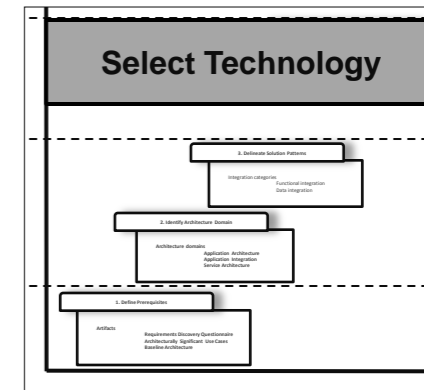 Select Technology
3. Delineate Solution Patterns
Integration categories
Functional integration
Data integration
2. Identify Architecture Domain
Architecture domains
Application Architecture
Application Integration
Service Architecture
1. Define Prerequisites
Artifacts
Requirements Discovery Questionnaire
Architecturally Significant Use Cases
Baseline Architecture